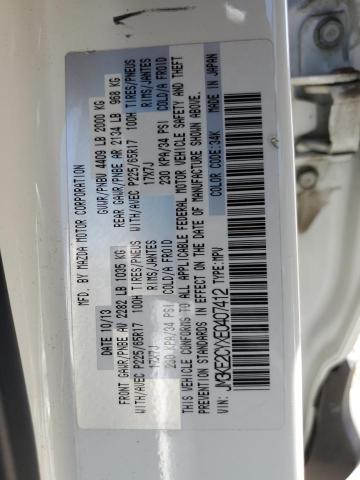 MFD. BY MAZDA MOTOR CORPORATION
DATE 10/13 GVWR/PNBV 4409 LB 2000 KG
FRONT GAWR/PNBE AV 2282 LB 1035 KG REAR GAWR/PNBE AR 2134 LB 968 KG
WITH/AVEC P225/65R17 100H TIRES/PNEUS WITH/AVEC P225/65R17 100H TIRES/PNEUS
17X7J RIMS/JANTES 17X7J RIMS/JANTES
230 KPA/34 PSI COLD/A FROID 230 KPA/34 PSI COLD/A FROID
THIS VEHICLE CONFORMS TO ALL APPLICABLE FEDERAL MOTOR VEHICLE SAFETY AND THEFT
PREVENTION STANDARDS IN EFFECT ON THE DATE OF MANUFACTURE SHOWN ABOVE.
COLOR CODE:34K MADE IN JAPAN
VIN: JM3KE2CYXE0407412 TYPE:MPV